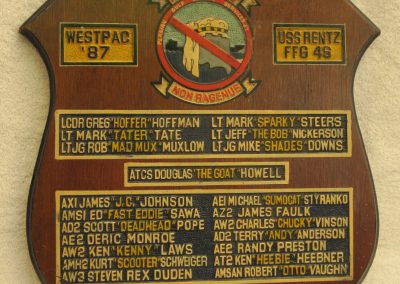 WESTPAC '87
USS RENTZ FFG 46
NON RAGENUS
LCDR GREG "HOFFER" HOFFMAN
LT MARK "SPARKY" STEERS
LT MARK "TATER" TATE
LT JEFF "THE BOB" NICKERSON
LTJG ROB "MAD MUX" MUXLOW
LTJG MIKE "SHADES" DOWNS
ATCS DOUGLAS "THE GOAT" HOWELL
AX1 JAMES "J.C." JOHNSON
AE1 MICHAEL "SUMOCAT" STYRANKO
AMS1 ED "FAST EDDIE" SAWA
AZ2 JAMES FAULK
AD2 SCOTT "DEADHEAD" POPE
AW2 CHARLES "CHUCKY" VINSON
AE2 DERIC MONROE
AD2 TERRY "ANDY" ANDERSON
AW2 KEN "KENNY" LAWS
AE2 RANDY PRESTON
AMH2 KURT "SCOOTER" SCHWEIGER
AT2 KEN "HEEBIE" HEEBNER
AW3 STEVEN REX DUDEN
AMSAN ROBERT "OTTO" VAUGHN